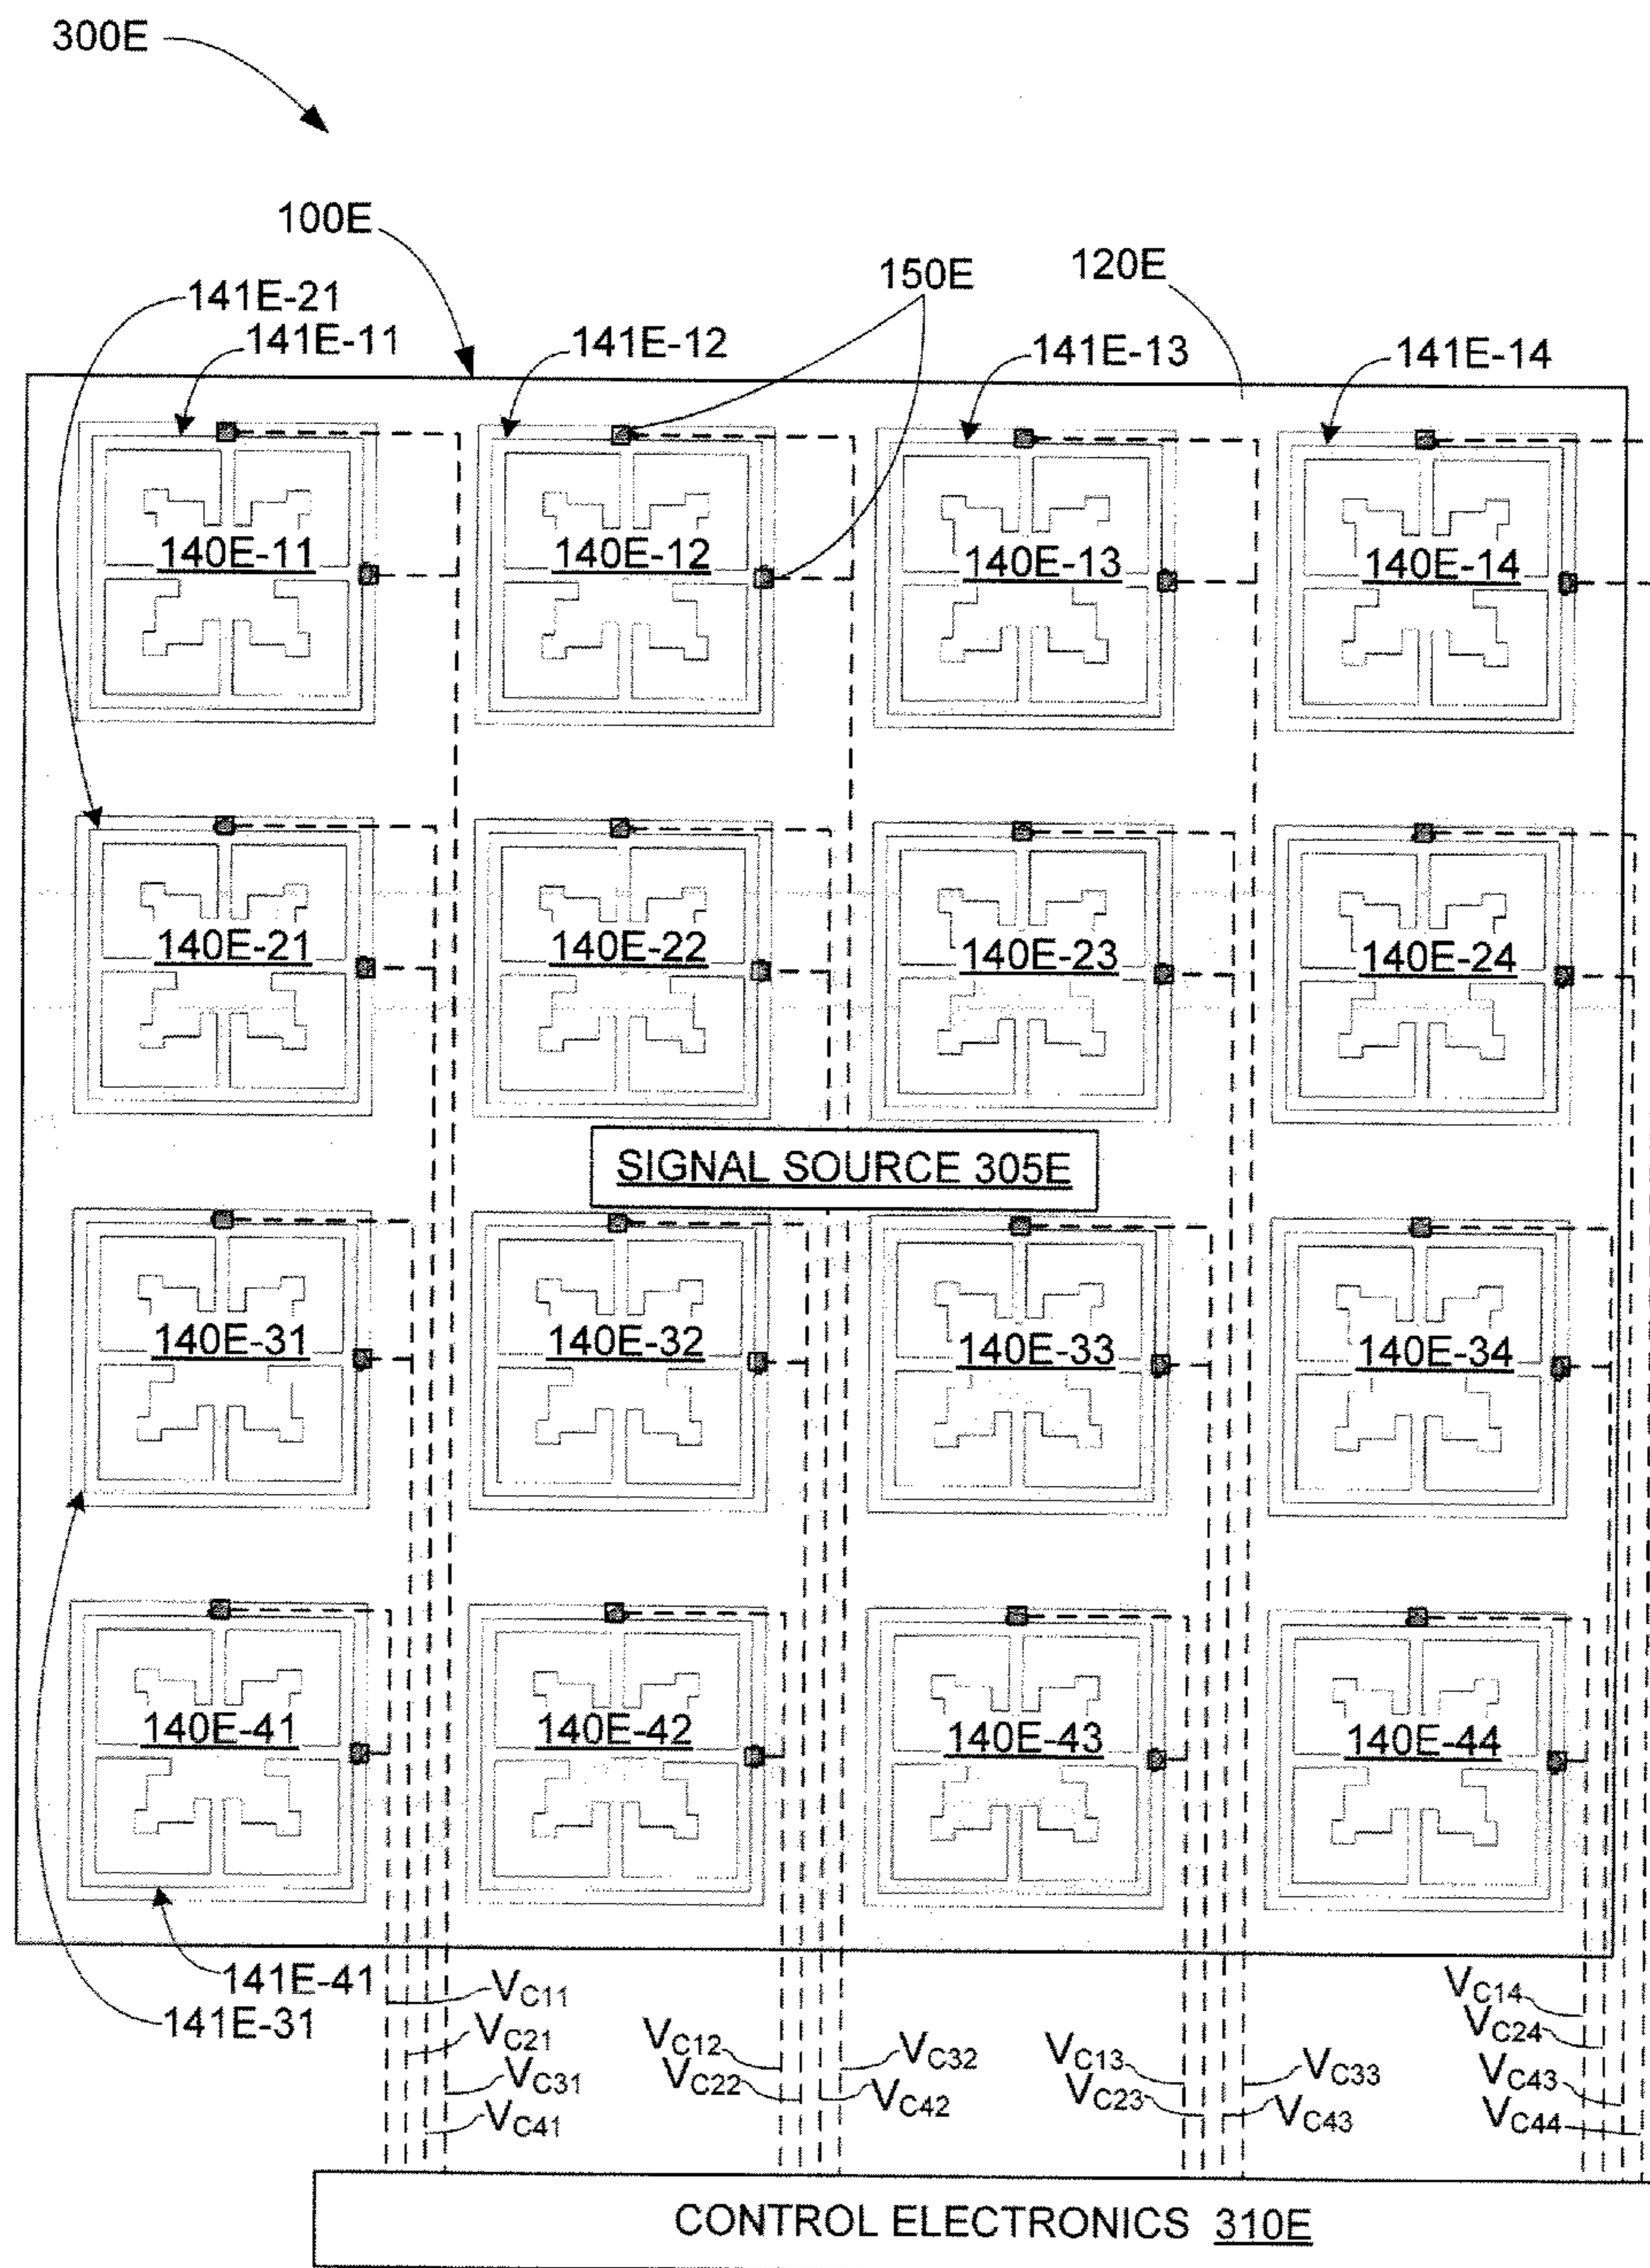 300E
100E
150E
120E
141E-21
141E-11
141E-12
141E-13
141E-14
140E-11
140E-12
140E-13
140E-14
140E-21
140E-22
140E-23
140E-24
SIGNAL SOURCE 305E
140E-31
140E-32
140E-33
140E-34
140E-41
140E-42
140E-43
140E-44
141E-41
141E-31
VC11
VC21
VC31
VC41
VC12
VC22
VC32
VC42
VC13
VC23
VC33
VC43
VC14
VC24
VC43
VC44
CONTROL ELECTRONICS 310E